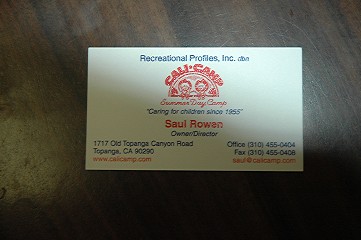 Recreational Profiles, Inc. dba
CALI-CAMP
Summer Day Camp
"Caring for children since 1955"
Saul Rowen
Owner/Director
1717 Old Topanga Canyon Road
Topanga, CA 90290
www.calicamp.com
Office (310) 455-0404
Fax (310) 455-0406
saul@calicamp.com